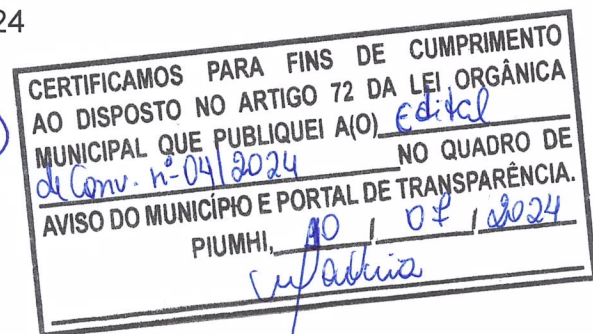 24
CERTIFICAMOS PARA FINS DE CUMPRIMENTO
AO DISPOSTO NO ARTIGO 72 DA LEI ORGÂNICA
MUNICIPAL QUE PUBLIQUEI A(O) Edital
de Conv. nº-04/2024 NO QUADRO DE
AVISO DO MUNICÍPIO E PORTAL DE TRANSPARÊNCIA.
PIUMHI, 10 / 07 / 2024